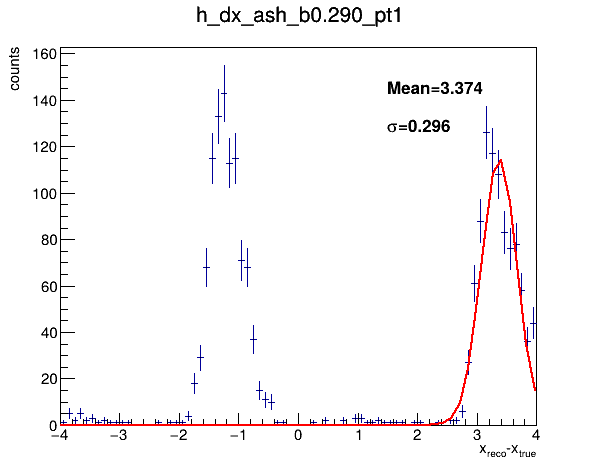 h_dx_ash_b0.290_pt1
counts
160
140
120
100
80
60
40
20
0
Mean=3.374
σ=0.296
−4 −3 −2 −1 0 1 2 3 4
x_reco-x_true